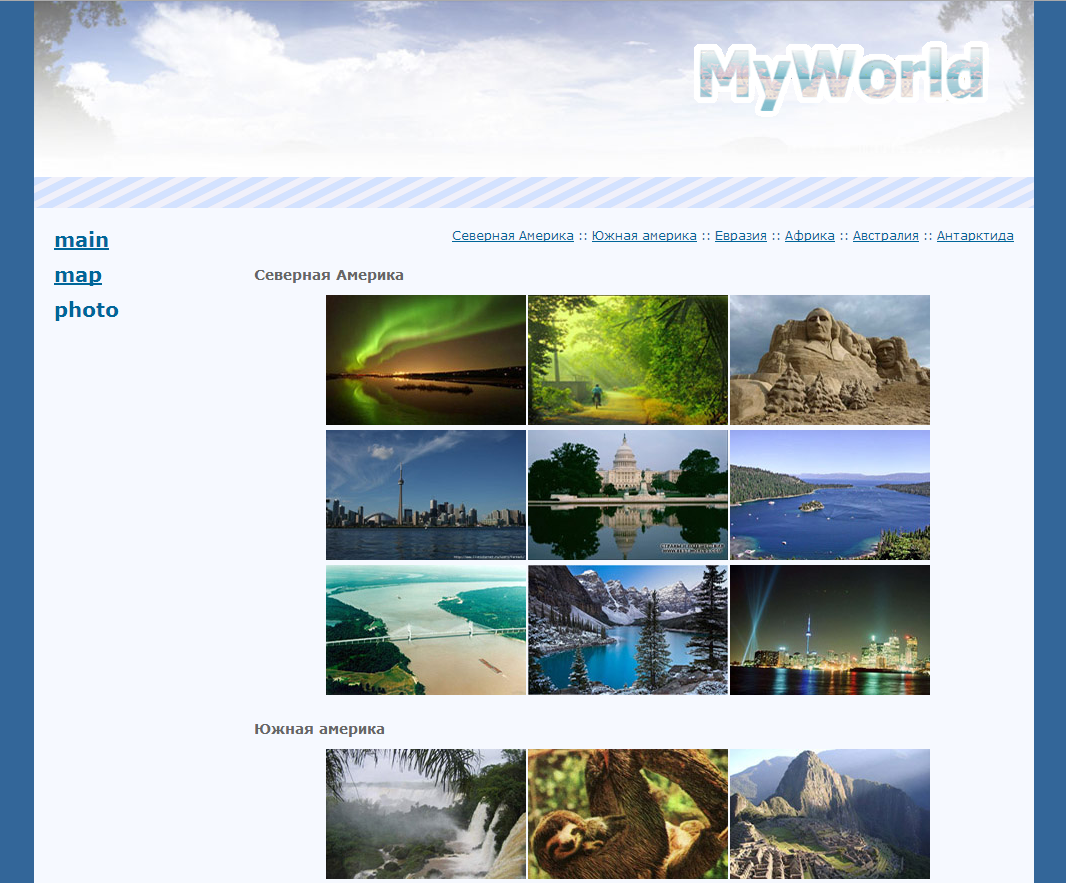 MyWorld
main
map
photo
Северная Америка :: Южная америка :: Евразия :: Африка :: Австралия :: Антарктида
Северная Америка
Южная америка